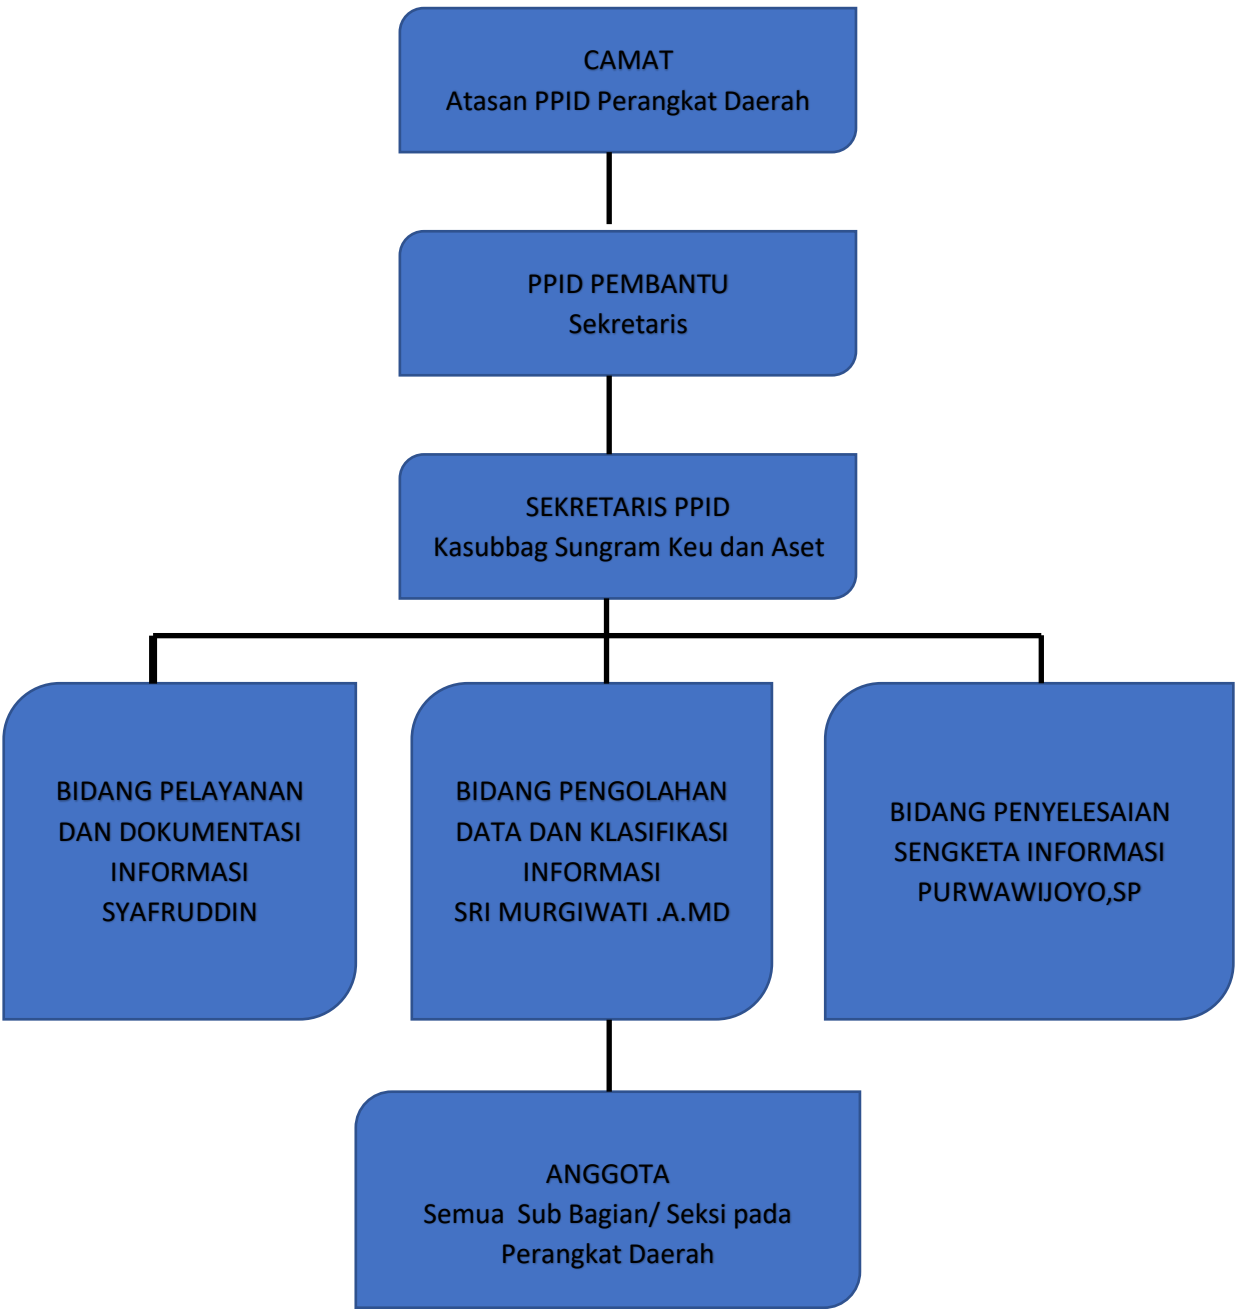 CAMAT
Atasan PPID Perangkat Daerah
PPID PEMBANTU
Sekretaris
SEKRETARIS PPID
Kasubbag Sungram Keu dan Aset
BIDANG PELAYANAN
DAN DOKUMENTASI
INFORMASI
SYAFRUDDIN
BIDANG PENGOLAHAN
DATA DAN KLASIFIKASI
INFORMASI
SRI MURGIWATI .A.MD
BIDANG PENYELESAIAN
SENGKETA INFORMASI
PURWAWIJOYO,SP
ANGGOTA
Semua  Sub Bagian/ Seksi pada
Perangkat Daerah